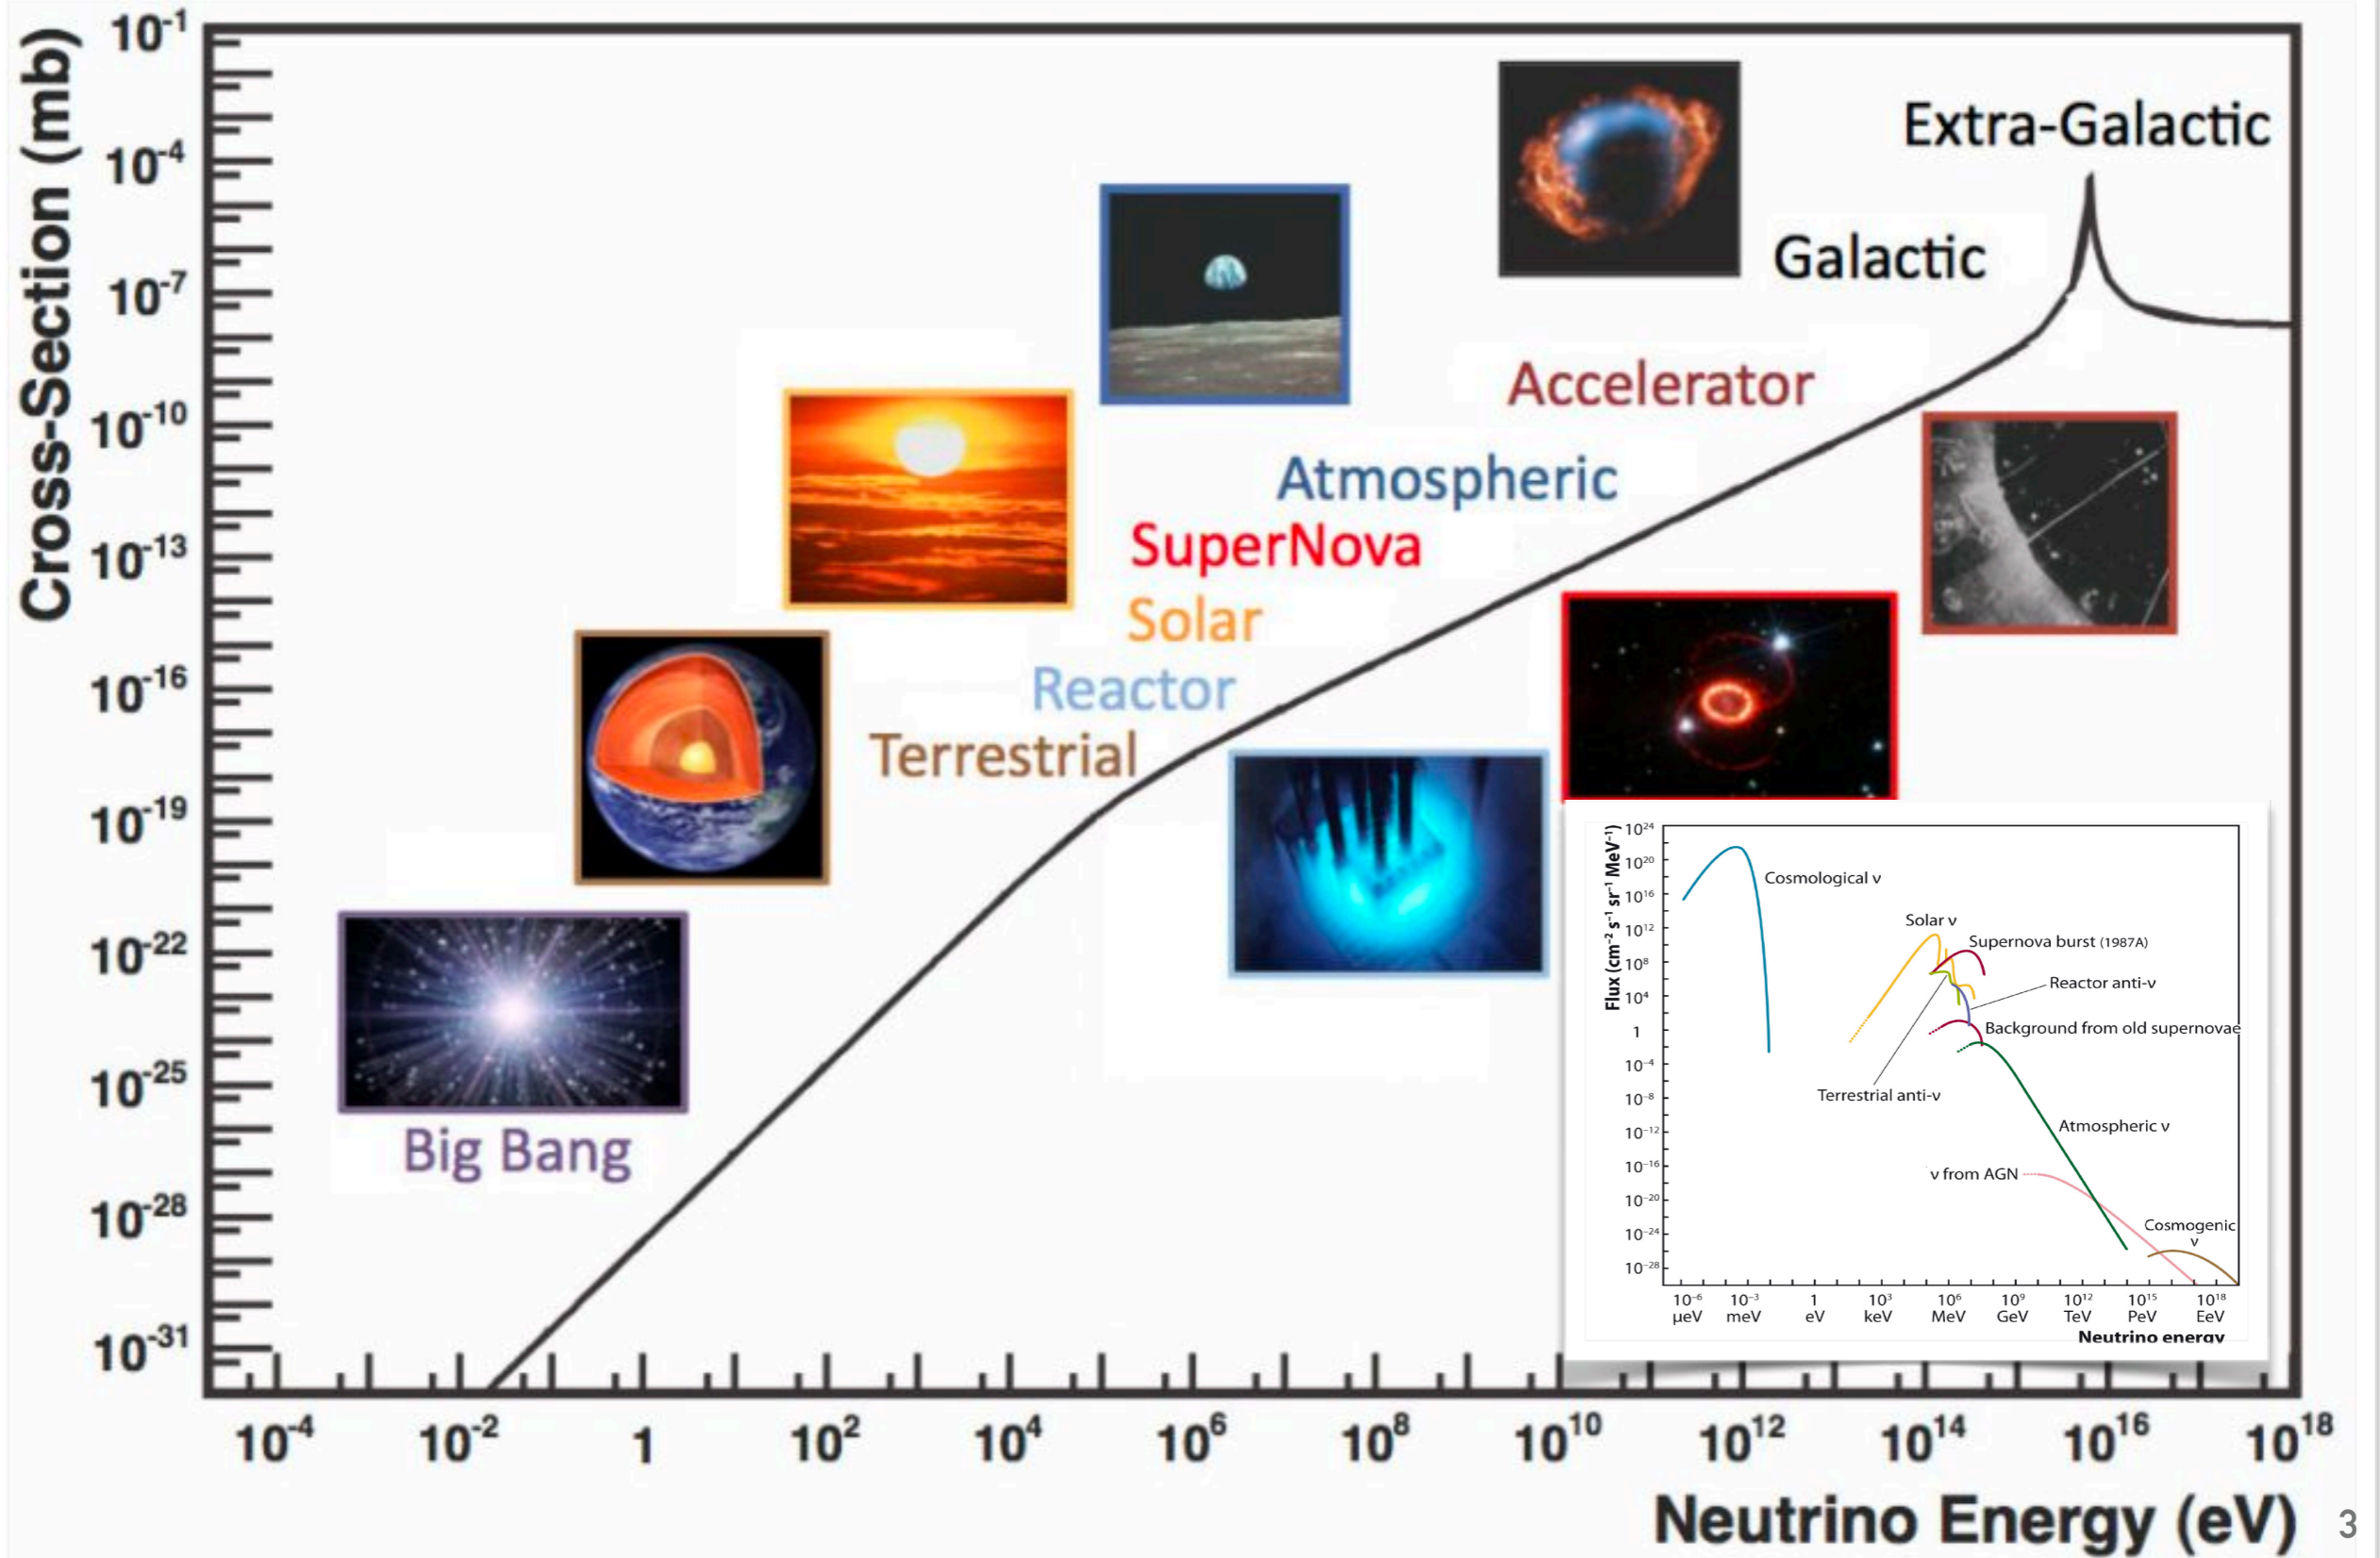 Cross-Section (mb)
10⁻¹
10⁻⁴
10⁻⁷
10⁻¹⁰
10⁻¹³
10⁻¹⁶
10⁻¹⁹
10⁻²²
10⁻²⁵
10⁻²⁸
10⁻³¹
Extra-Galactic
Galactic
Accelerator
Atmospheric
SuperNova
Solar
Reactor
Terrestrial
Big Bang
Flux (cm⁻² s⁻¹ sr⁻¹ MeV⁻¹)
10²⁴
10²⁰
10¹⁶
10¹²
10⁸
10⁴
1
10⁻⁴
10⁻⁸
10⁻¹²
10⁻¹⁶
10⁻²⁰
10⁻²⁴
10⁻²⁸
Cosmological ν
Solar ν
Supernova burst (1987A)
Reactor anti-ν
Background from old supernovae
Terrestrial anti-ν
Atmospheric ν
ν from AGN
Cosmogenic
ν
10⁻⁶ 10⁻³ 1 10³ 10⁶ 10⁹ 10¹² 10¹⁵ 10¹⁸
μeV meV eV keV MeV GeV TeV PeV EeV
Neutrino energy
10⁻⁴ 10⁻² 1 10² 10⁴ 10⁶ 10⁸ 10¹⁰ 10¹² 10¹⁴ 10¹⁶ 10¹⁸
Neutrino Energy (eV)
3